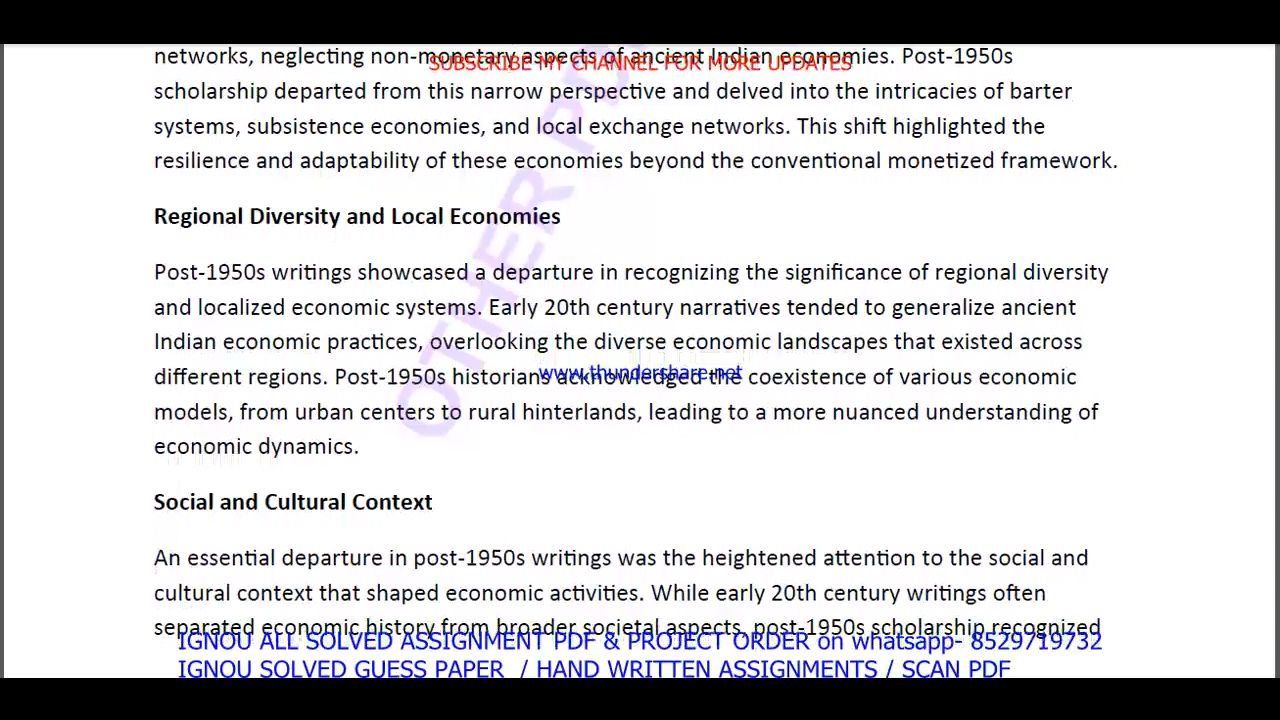 networks, neglecting non-monetary aspects of ancient Indian economies. Post-1950s
SUBSCRIBE MY CHANNEL FOR MORE UPDATES
scholarship departed from this narrow perspective and delved into the intricacies of barter
systems, subsistence economies, and local exchange networks. This shift highlighted the
resilience and adaptability of these economies beyond the conventional monetized framework.
Regional Diversity and Local Economies
Post-1950s writings showcased a departure in recognizing the significance of regional diversity
and localized economic systems. Early 20th century narratives tended to generalize ancient
Indian economic practices, overlooking the diverse economic landscapes that existed across
different regions. Post-1950s historians acknowledged the coexistence of various economic
www.thundershare.net
models, from urban centers to rural hinterlands, leading to a more nuanced understanding of
economic dynamics.
OTHER PD
Social and Cultural Context
An essential departure in post-1950s writings was the heightened attention to the social and
cultural context that shaped economic activities. While early 20th century writings often
separated economic history from broader societal aspects, post-1950s scholarship recognized
IGNOU ALL SOLVED ASSIGNMENT PDF & PROJECT ORDER on whatsapp- 8529719732
IGNOU SOLVED GUESS PAPER / HAND WRITTEN ASSIGNMENTS / SCAN PDF